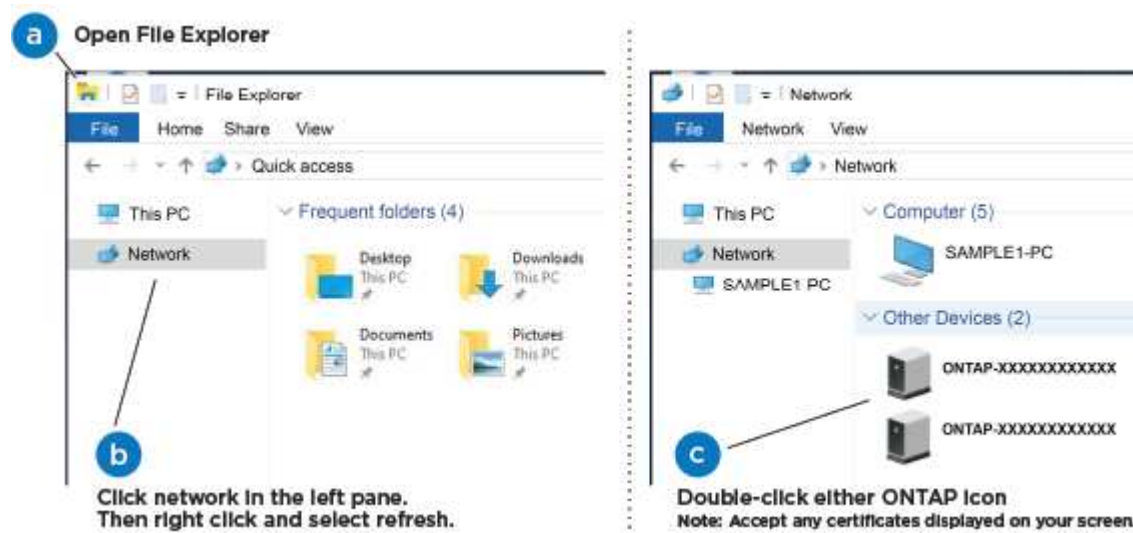 a
Open File Explorer
File Explorer
File Home Share View
Quick access
This PC
Network
Frequent folders (4)
Desktop
This PC
Downloads
This PC
Documents
This PC
Pictures
This PC
b
Click network in the left pane.
Then right click and select refresh.
Network
File Network View
Network
This PC
Network
SAMPLE1 PC
Computer (5)
SAMPLE1-PC
Other Devices (2)
ONTAP-XXXXXXXXXXXX
ONTAP-XXXXXXXXXXXX
c
Double-click either ONTAP icon
Note: Accept any certificates displayed on your screen.